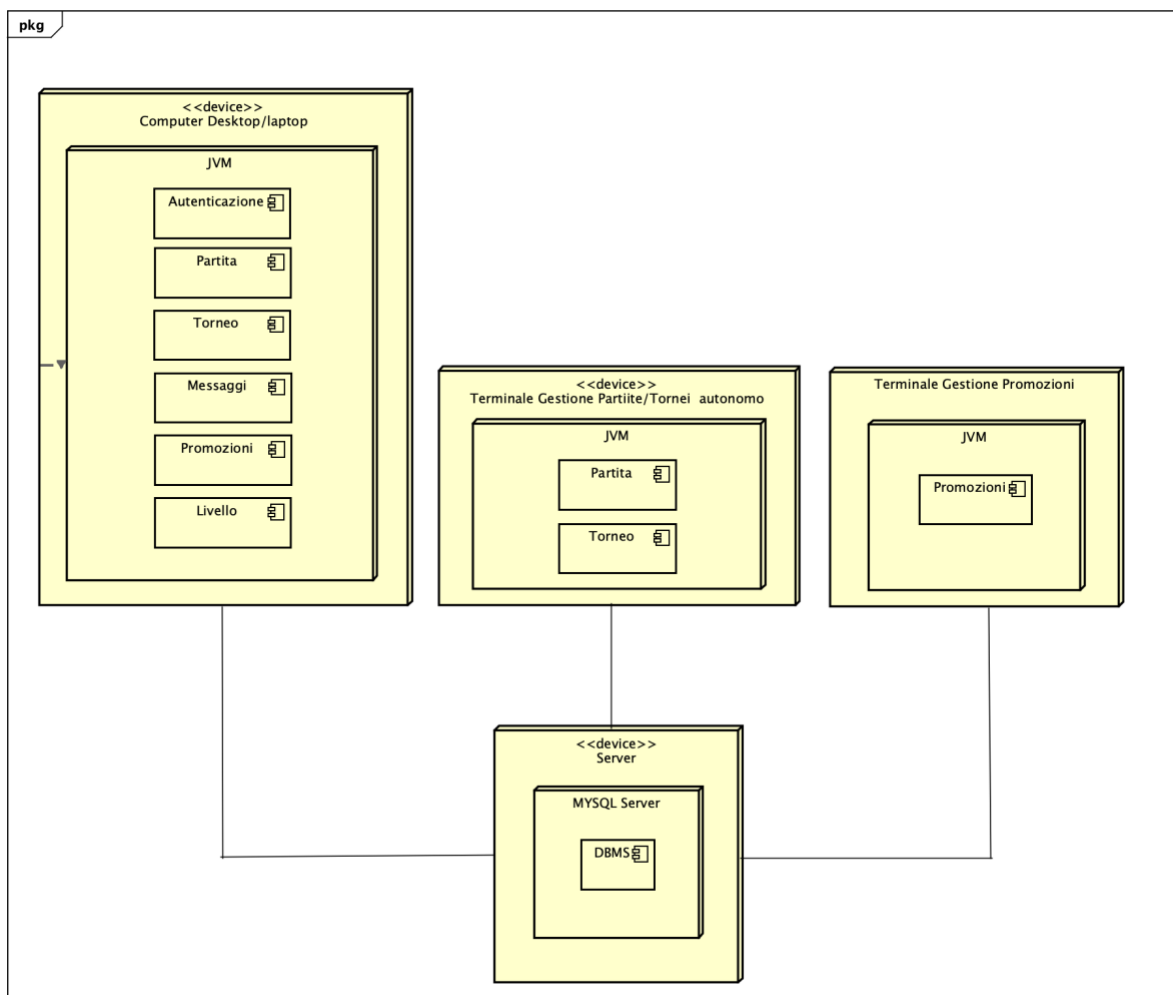 pkg
<<device>>
Computer Desktop/laptop
JVM
Autenticazione
Partita
Torneo
Messaggi
Promozioni
Livello
<<device>>
Terminale Gestione Partiite/Tornei autonomo
JVM
Partita
Torneo
Terminale Gestione Promozioni
JVM
Promozioni
<<device>>
Server
MYSQL Server
DBMS